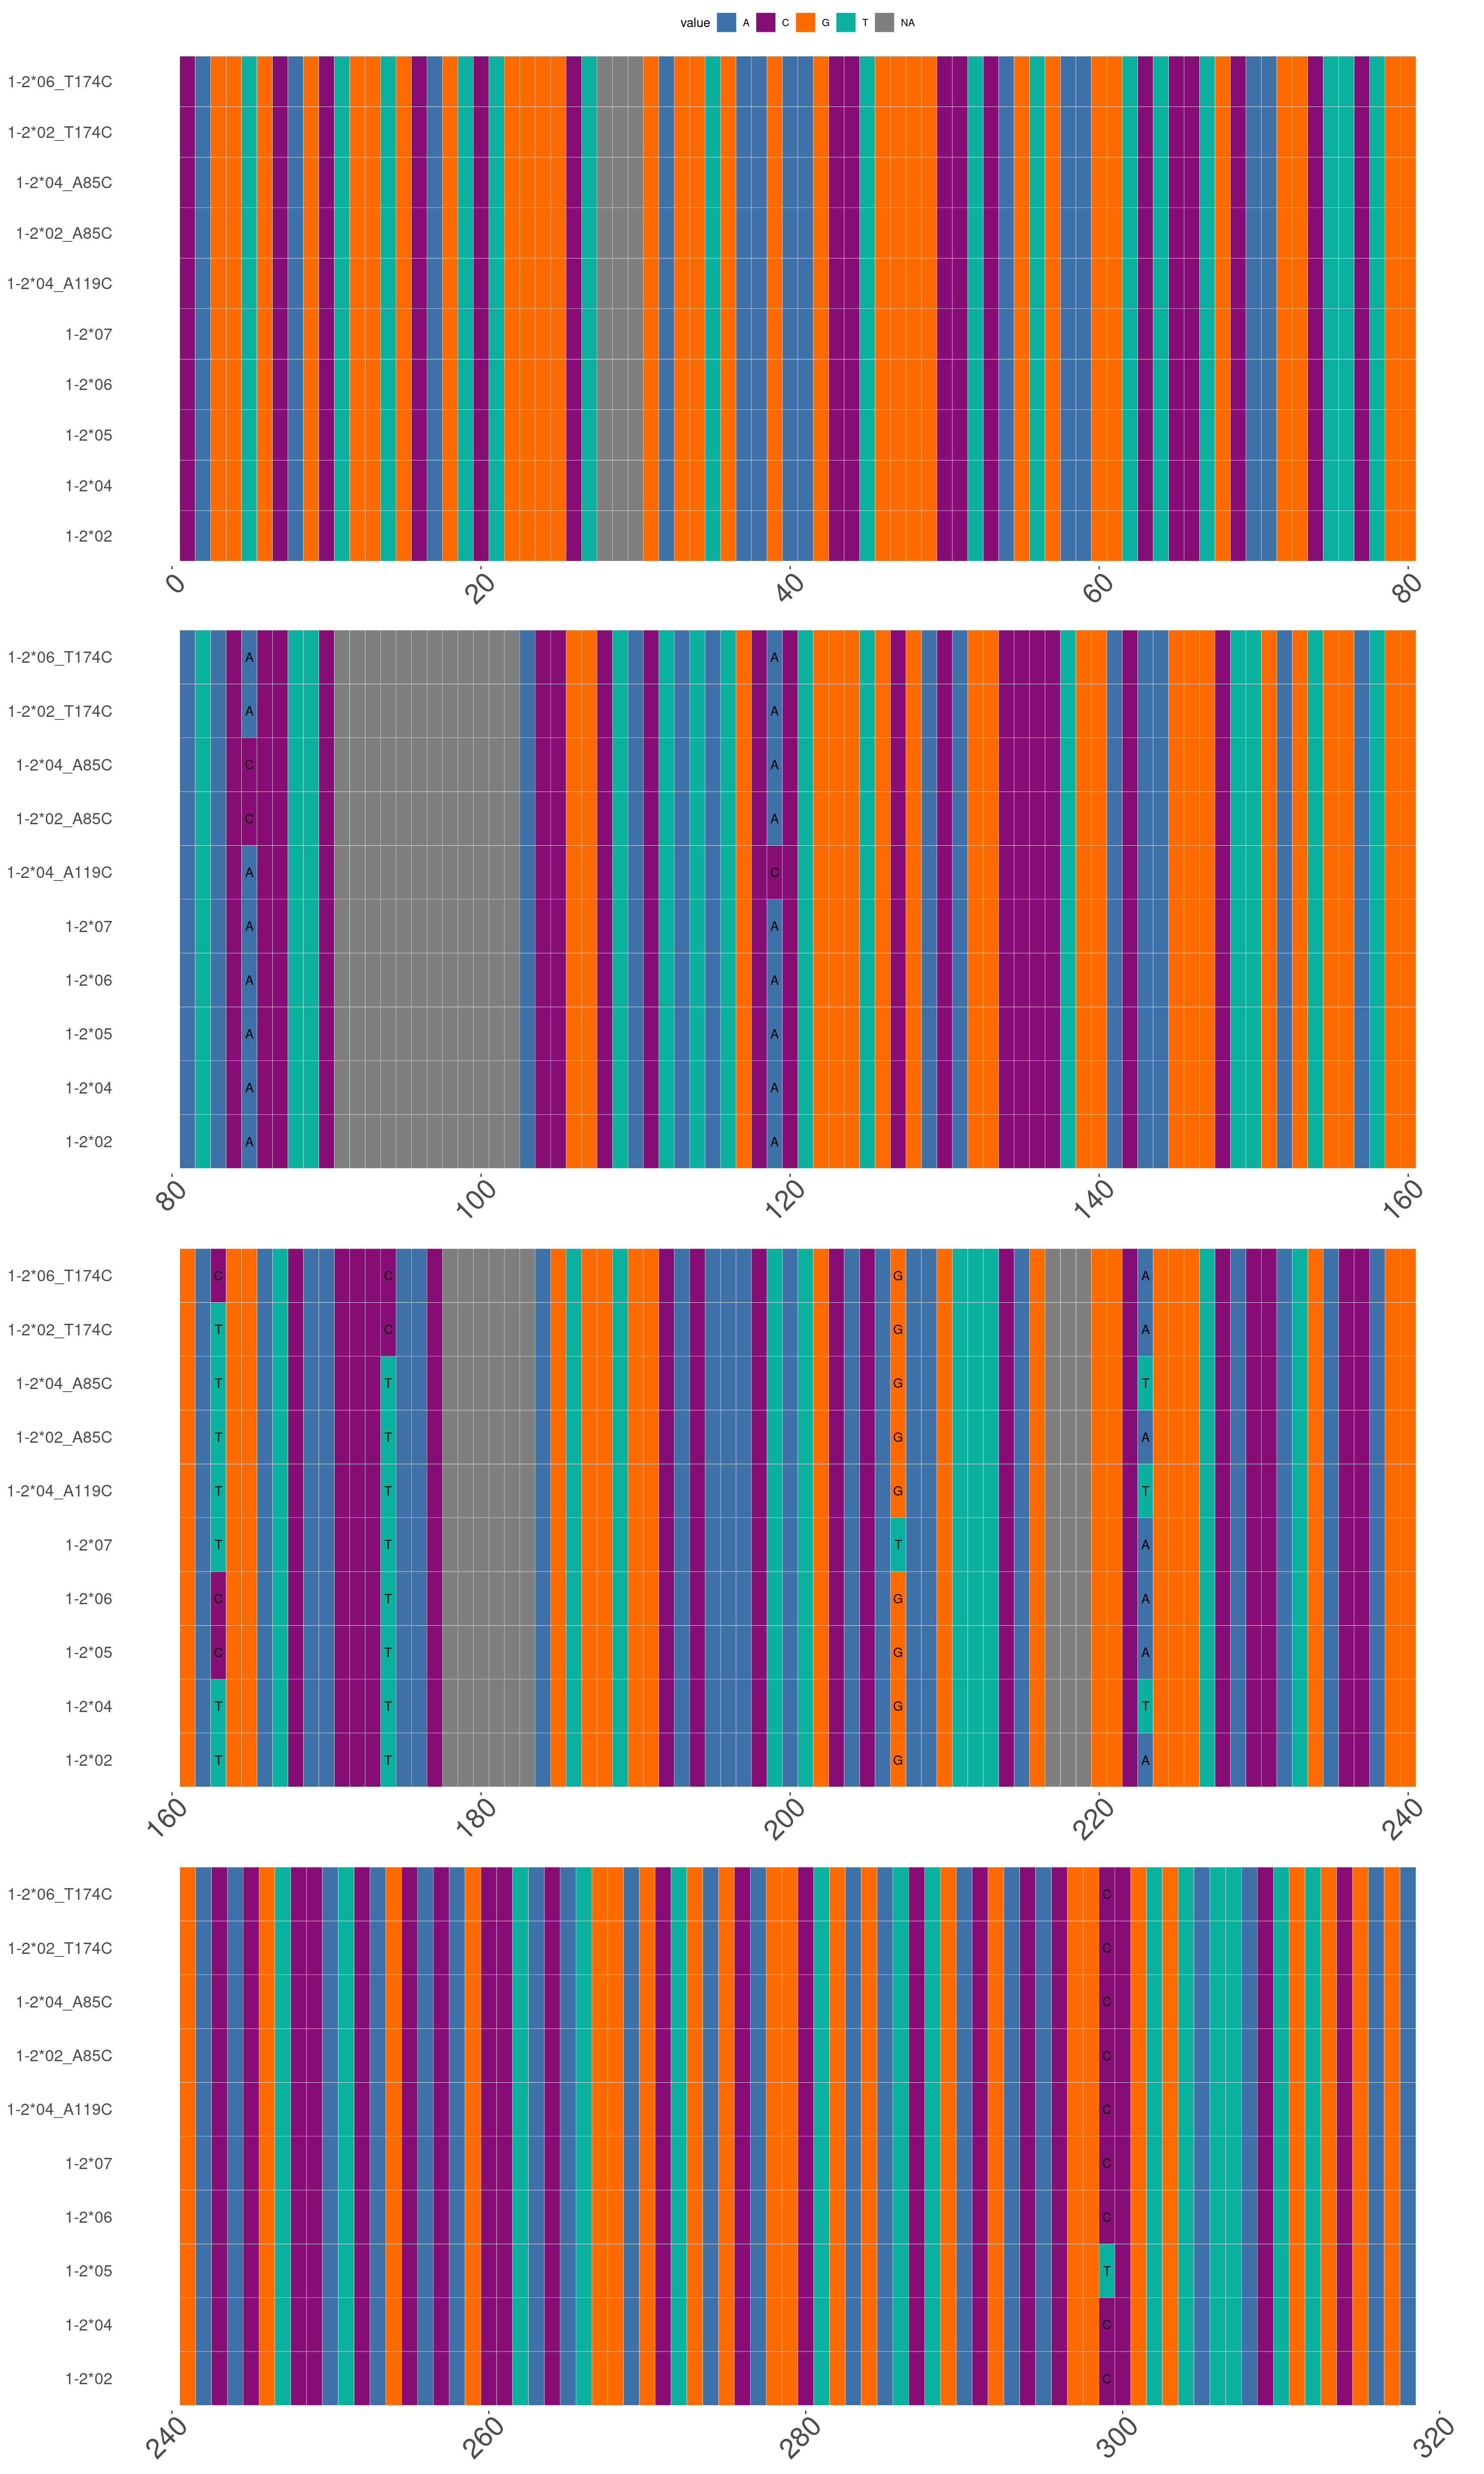 value A C G T NA
1-2*06_T174C
1-2*02_T174C
1-2*04_A85C
1-2*02_A85C
1-2*04_A119C
1-2*07
1-2*06
1-2*05
1-2*04
1-2*02
0 20 40 60 80
1-2*06_T174C A A
1-2*02_T174C A A
1-2*04_A85C C A
1-2*02_A85C C A
1-2*04_A119C A C
1-2*07 A A
1-2*06 A A
1-2*05 A A
1-2*04 A A
1-2*02 A A
80 100 120 140 160
1-2*06_T174C C C G A
1-2*02_T174C T C G A
1-2*04_A85C T T G T
1-2*02_A85C T T G A
1-2*04_A119C T T G T
1-2*07 T T T A
1-2*06 C T G A
1-2*05 C T G A
1-2*04 T T G T
1-2*02 T T G A
160 180 200 220 240
1-2*06_T174C C
1-2*02_T174C C
1-2*04_A85C C
1-2*02_A85C C
1-2*04_A119C C
1-2*07 C
1-2*06 C
1-2*05 T
1-2*04 C
1-2*02 C
240 260 280 300 320